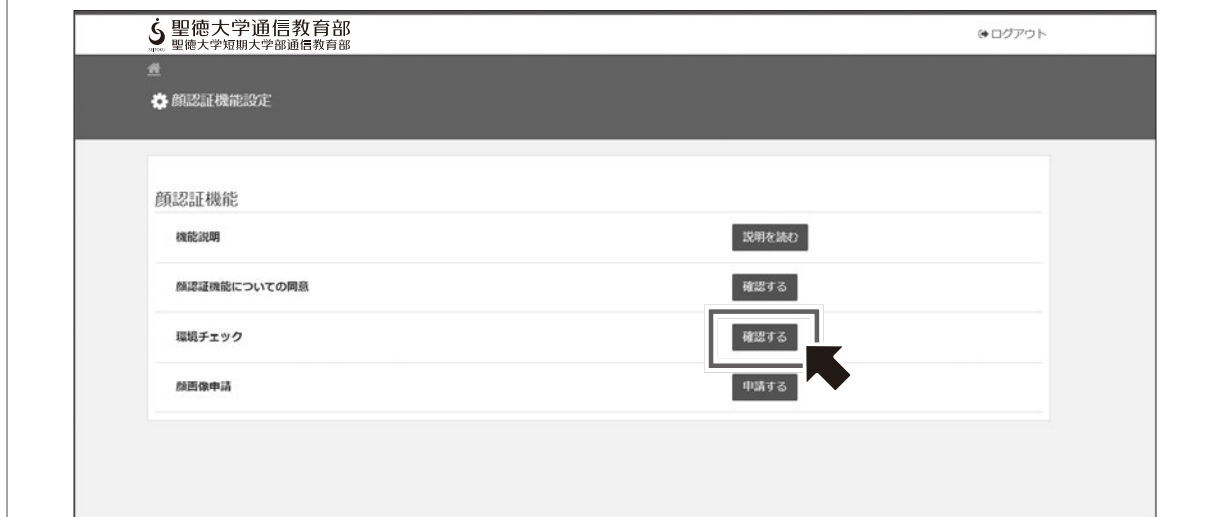 聖徳大学通信教育部
聖徳大学短期大学部通信教育部
ログアウト
顔認証機能設定
顔認証機能
機能説明
説明を読む
顔認証機能についての同意
確認する
環境チェック
確認する
顔画像申請
申請する